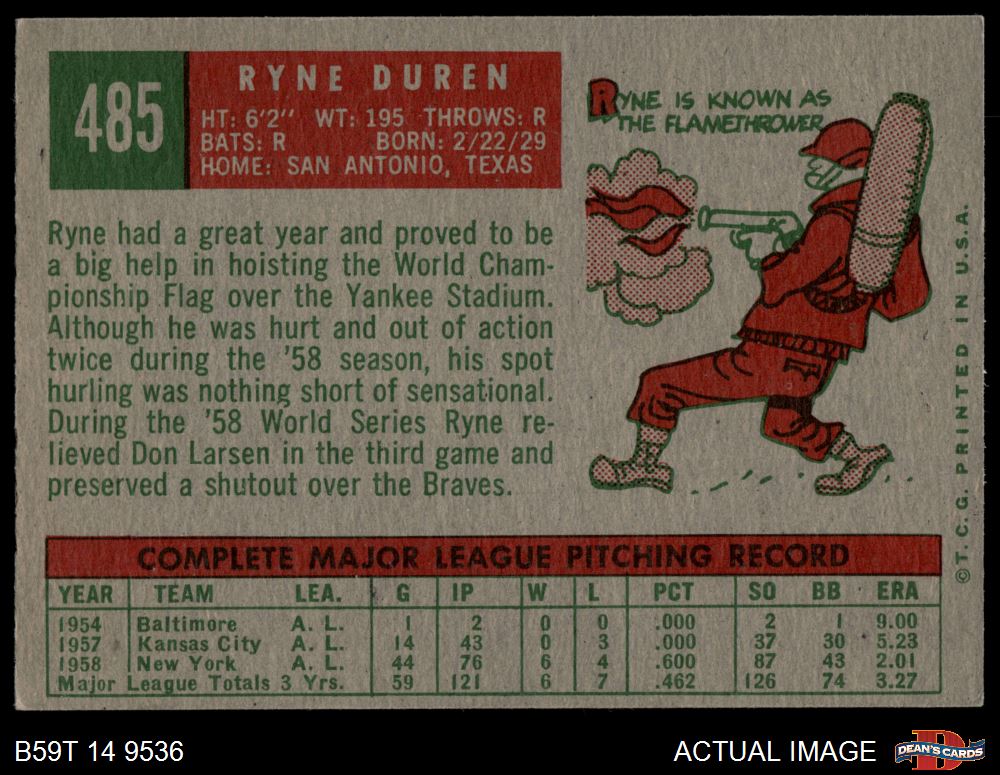 485
RYNE DUREN
HT: 6'2" WT: 195 THROWS: R
BATS: R BORN: 2/22/29
HOME: SAN ANTONIO, TEXAS
RYNE IS KNOWN AS
THE FLAMETHROWER
Ryne had a great year and proved to be
a big help in hoisting the World Cham-
pionship Flag over the Yankee Stadium.
Although he was hurt and out of action
twice during the '58 season, his spot
hurling was nothing short of sensational.
During the '58 World Series Ryne re-
lieved Don Larsen in the third game and
preserved a shutout over the Braves.
©T.C.G. PRINTED IN U.S.A.
COMPLETE MAJOR LEAGUE PITCHING RECORD
YEAR TEAM LEA. G IP W L PCT SO BB ERA
1954 Baltimore A. L. 1 2 0 0 .000 2 1 9.00
1957 Kansas City A. L. 14 43 0 3 .000 37 30 5.23
1958 New York A. L. 44 76 6 4 .600 87 43 2.01
Major League Totals 3 Yrs. 59 121 6 7 .462 126 74 3.27
B59T 14 9536
ACTUAL IMAGE
DEAN'S CARDS